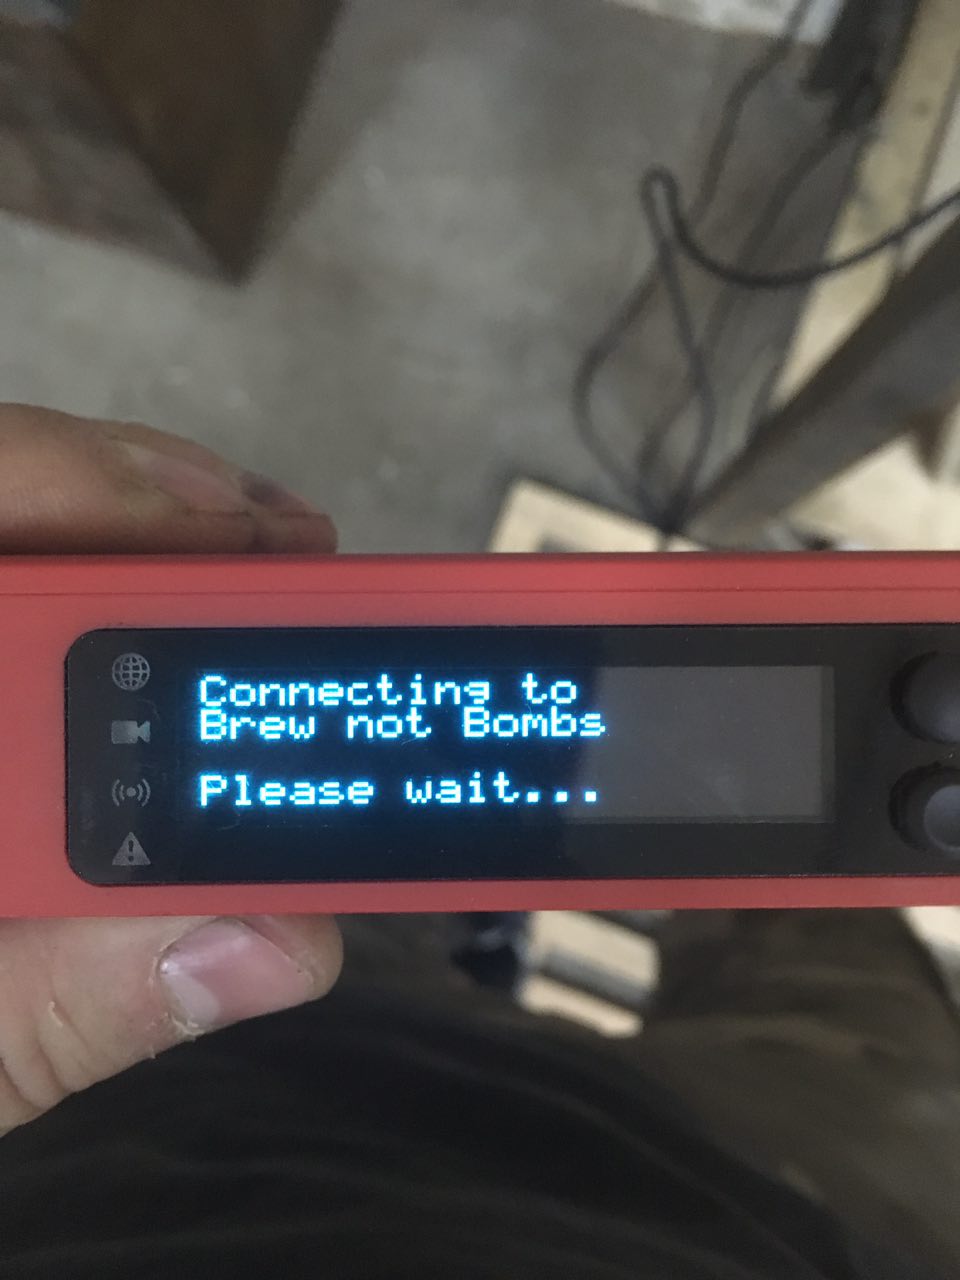 Connecting to
Brew not Bombs
Please wait...